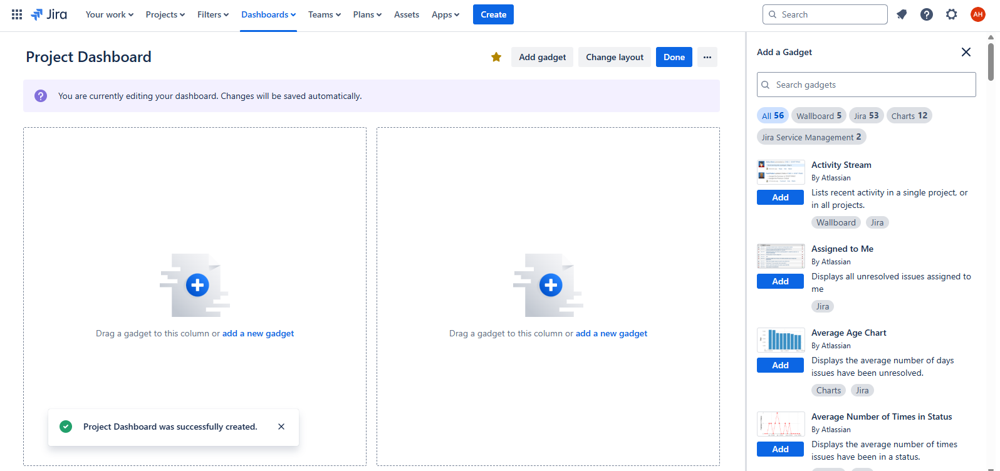 Jira
Your work
Projects
Filters
Dashboards
Teams
Plans
Assets
Apps
Create
Search
AH
Project Dashboard
Add gadget
Change layout
Done
You are currently editing your dashboard. Changes will be saved automatically.
Drag a gadget to this column or add a new gadget
Drag a gadget to this column or add a new gadget
Project Dashboard was successfully created.
Add a Gadget
Search gadgets
All 56
Wallboard 5
Jira 53
Charts 12
Jira Service Management 2
Activity Stream
By Atlassian
Add
Lists recent activity in a single project, or
in all projects.
Wallboard
Jira
Assigned to Me
By Atlassian
Add
Displays all unresolved issues assigned to
me
Jira
Average Age Chart
By Atlassian
Add
Displays the average number of days
issues have been unresolved.
Charts
Jira
Average Number of Times in Status
By Atlassian
Add
Displays the average number of times
issues have been in a status.